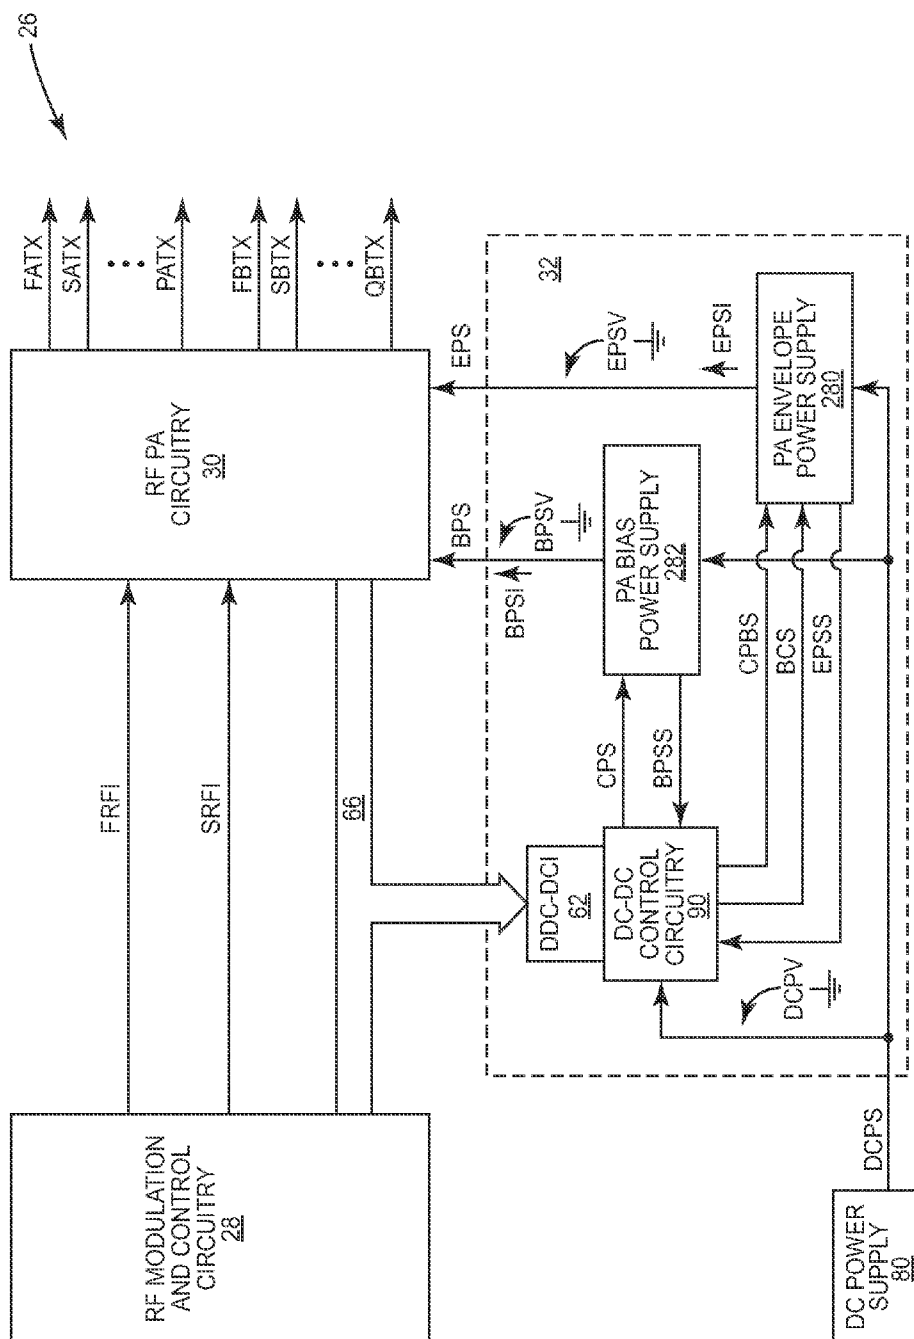 26
FATX
SATX
PATX
FBTX
SBTX
QBTX
RF PA
CIRCUITRY
30
FRFI
SRFI
66
RF MODULATION
AND CONTROL
CIRCUITRY
28
EPS
BPS
32
EPSV
EPSI
BPSV
BPSI
PA ENVELOPE
POWER SUPPLY
280
PA BIAS
POWER SUPPLY
282
CPS
BPSS
CPBS
BCS
EPSS
DDC-DCI
62
DC-DC
CONTROL
CIRCUITRY
90
DCPV
DCPS
DC POWER
SUPPLY
80